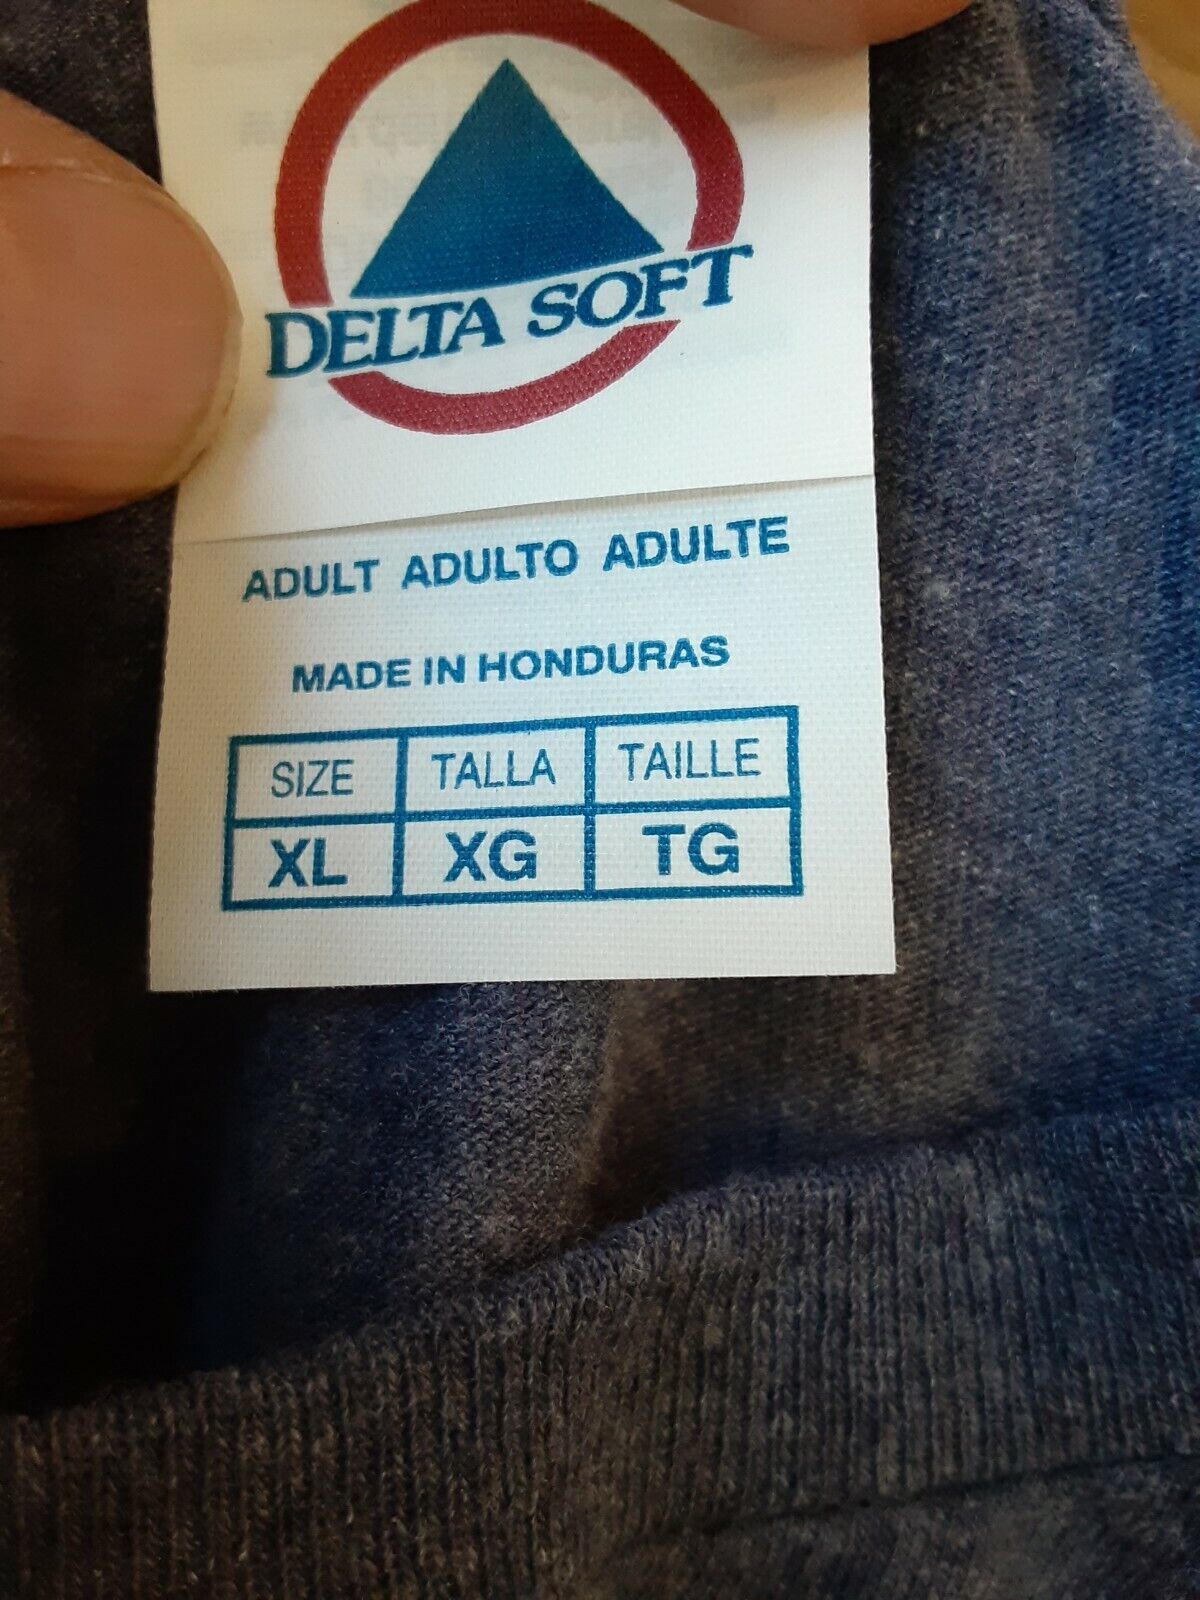 DELTA SOFT
ADULT ADULTO ADULTE
MADE IN HONDURAS
SIZE TALLA TAILLE
XL XG TG